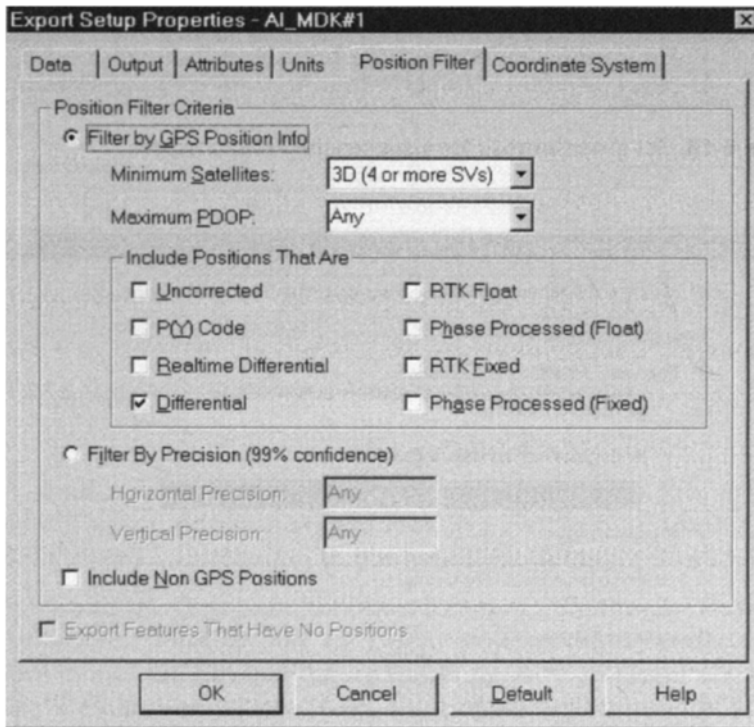 Export Setup Properties - AI_MDK#1
Data Output Attributes Units Position Filter Coordinate System
Position Filter Criteria
Filter by GPS Position Info
Minimum Satellites: 3D (4 or more SVs)
Maximum PDOP: Any
Include Positions That Are
Uncorrected RTK Float
P(Y) Code Phase Processed (Float)
Realtime Differential RTK Fixed
Differential Phase Processed (Fixed)
Filter By Precision (99% confidence)
Horizontal Precision: Any
Vertical Precision: Any
Include Non GPS Positions
Export Features That Have No Positions
OK Cancel Default Help